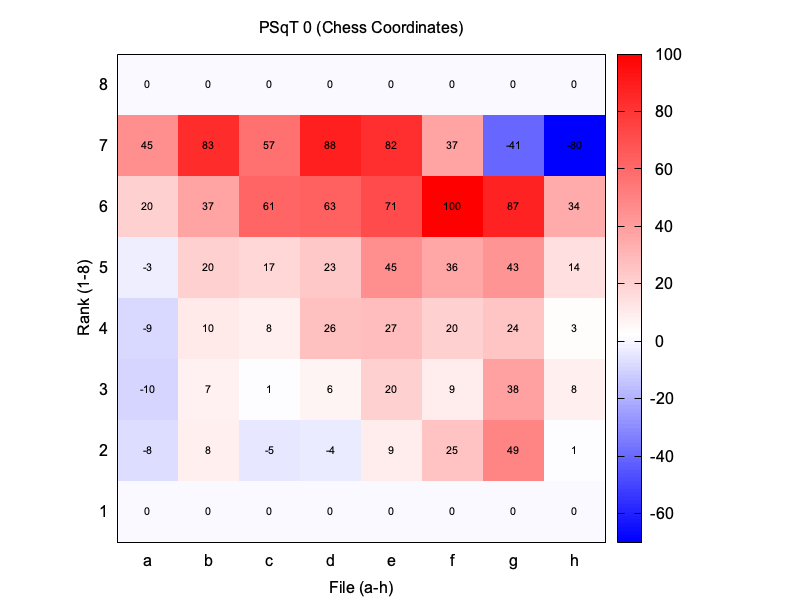 PSqT 0 (Chess Coordinates)
8 0 0 0 0 0 0 0 0
7 45 83 57 88 82 37 -41 -80
6 20 37 61 63 71 100 87 34
5 -3 20 17 23 45 36 43 14
4 -9 10 8 26 27 20 24 3
3 -10 7 1 6 20 9 38 8
2 -8 8 -5 -4 9 25 49 1
1 0 0 0 0 0 0 0 0
a b c d e f g h
File (a-h)
Rank (1-8)
100
80
60
40
20
0
-20
-40
-60